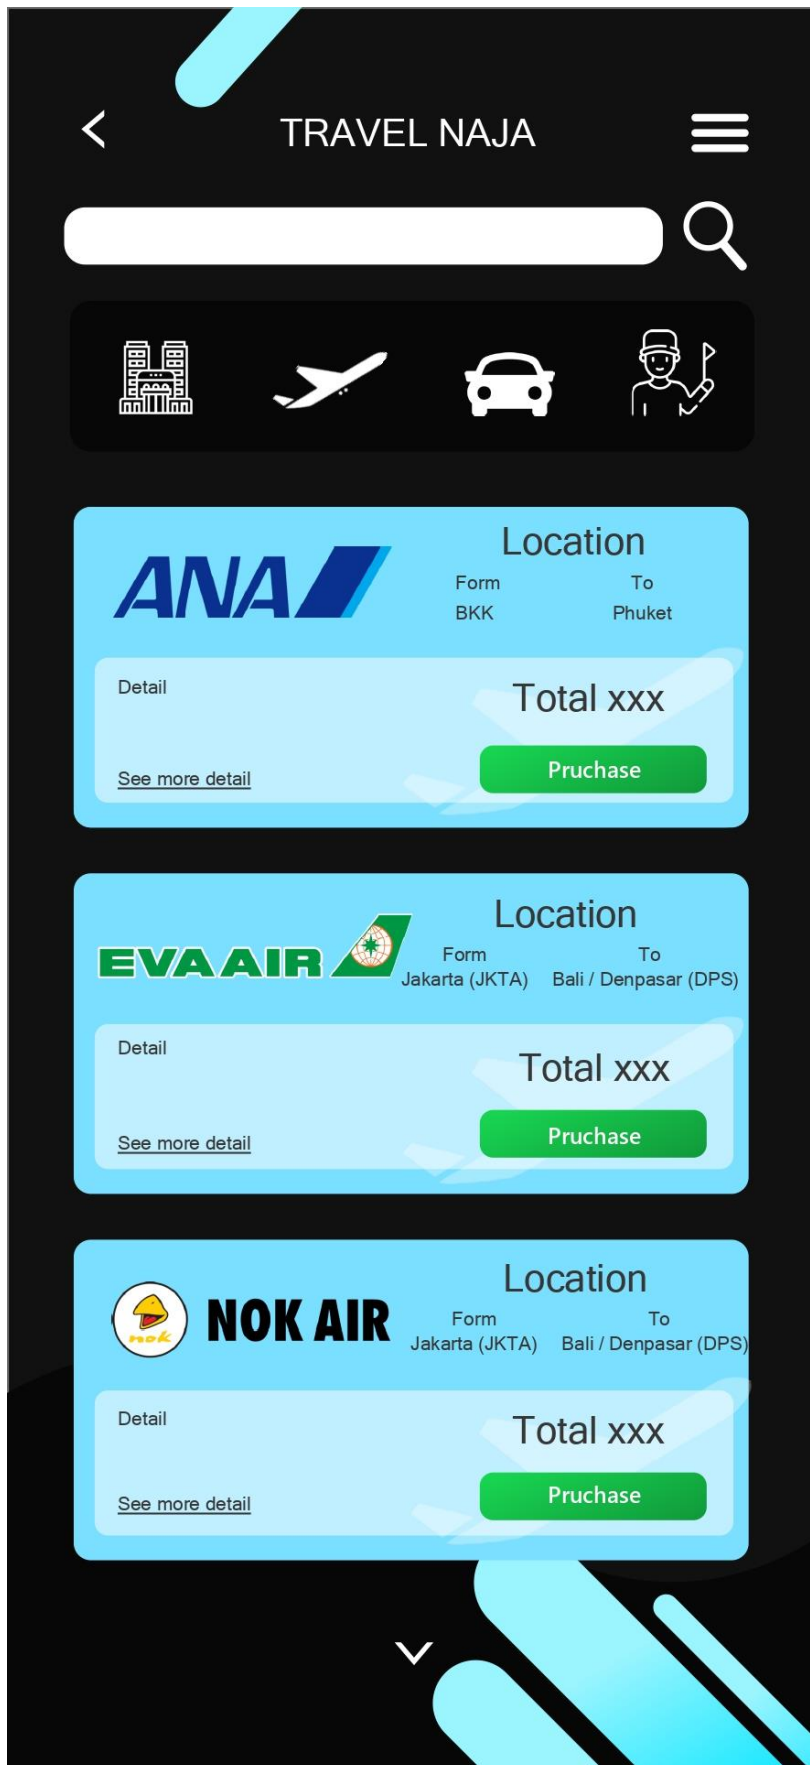 TRAVEL NAJA
ANA
Location
Form To
BKK Phuket
Detail
Total xxx
See more detail
Pruchase
EVA AIR
Location
Form To
Jakarta (JKTA) Bali / Denpasar (DPS)
Detail
Total xxx
See more detail
Pruchase
nok
NOK AIR
Location
Form To
Jakarta (JKTA) Bali / Denpasar (DPS)
Detail
Total xxx
See more detail
Pruchase